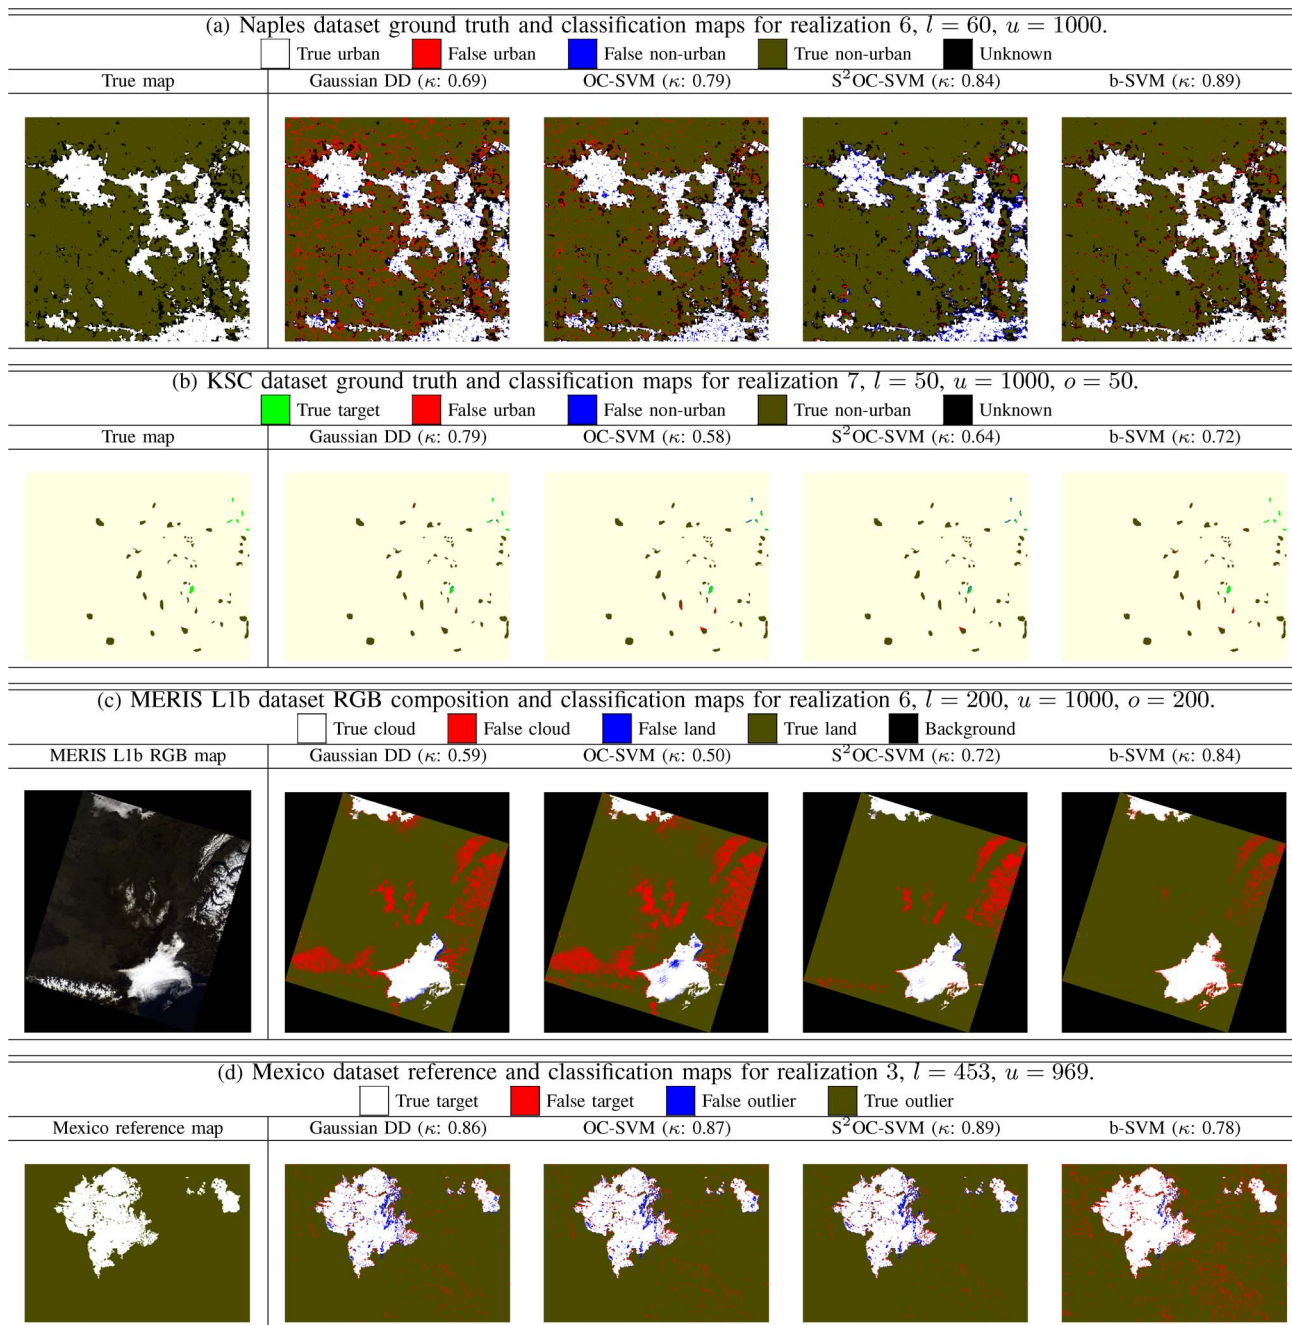 (a) Naples dataset ground truth and classification maps for realization 6, l = 60, u = 1000.
True urban False urban False non-urban True non-urban Unknown
True map Gaussian DD (κ: 0.69) OC-SVM (κ: 0.79) S²OC-SVM (κ: 0.84) b-SVM (κ: 0.89)
(b) KSC dataset ground truth and classification maps for realization 7, l = 50, u = 1000, o = 50.
True target False urban False non-urban True non-urban Unknown
True map Gaussian DD (κ: 0.79) OC-SVM (κ: 0.58) S²OC-SVM (κ: 0.64) b-SVM (κ: 0.72)
(c) MERIS L1b dataset RGB composition and classification maps for realization 6, l = 200, u = 1000, o = 200.
True cloud False cloud False land True land Background
MERIS L1b RGB map Gaussian DD (κ: 0.59) OC-SVM (κ: 0.50) S²OC-SVM (κ: 0.72) b-SVM (κ: 0.84)
(d) Mexico dataset reference and classification maps for realization 3, l = 453, u = 969.
True target False target False outlier True outlier
Mexico reference map Gaussian DD (κ: 0.86) OC-SVM (κ: 0.87) S²OC-SVM (κ: 0.89) b-SVM (κ: 0.78)